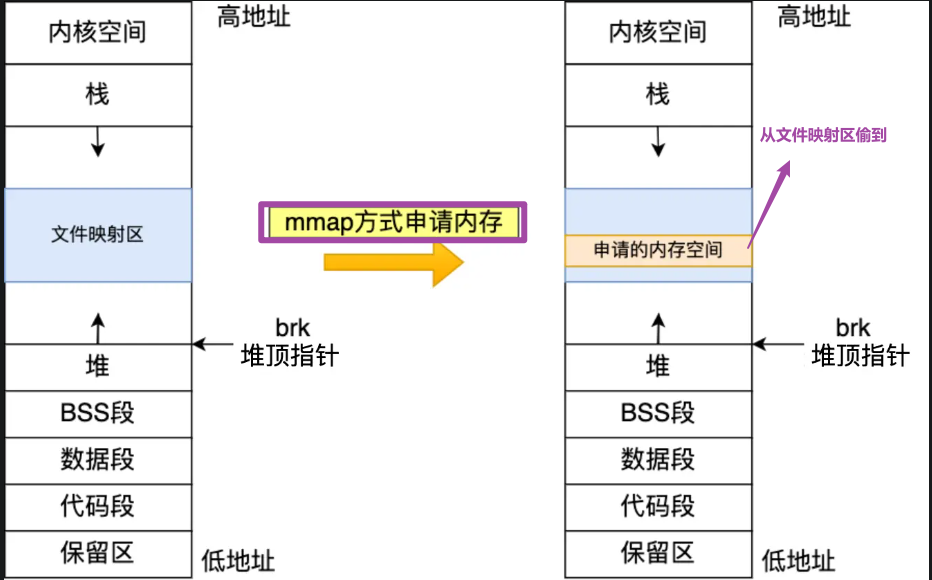 高地址
内核空间
栈
文件映射区
brk
堆顶指针
堆
BSS段
数据段
代码段
保留区
低地址
mmap方式申请内存
高地址
内核空间
栈
从文件映射区偷到
申请的内存空间
brk
堆顶指针
堆
BSS段
数据段
代码段
保留区
低地址